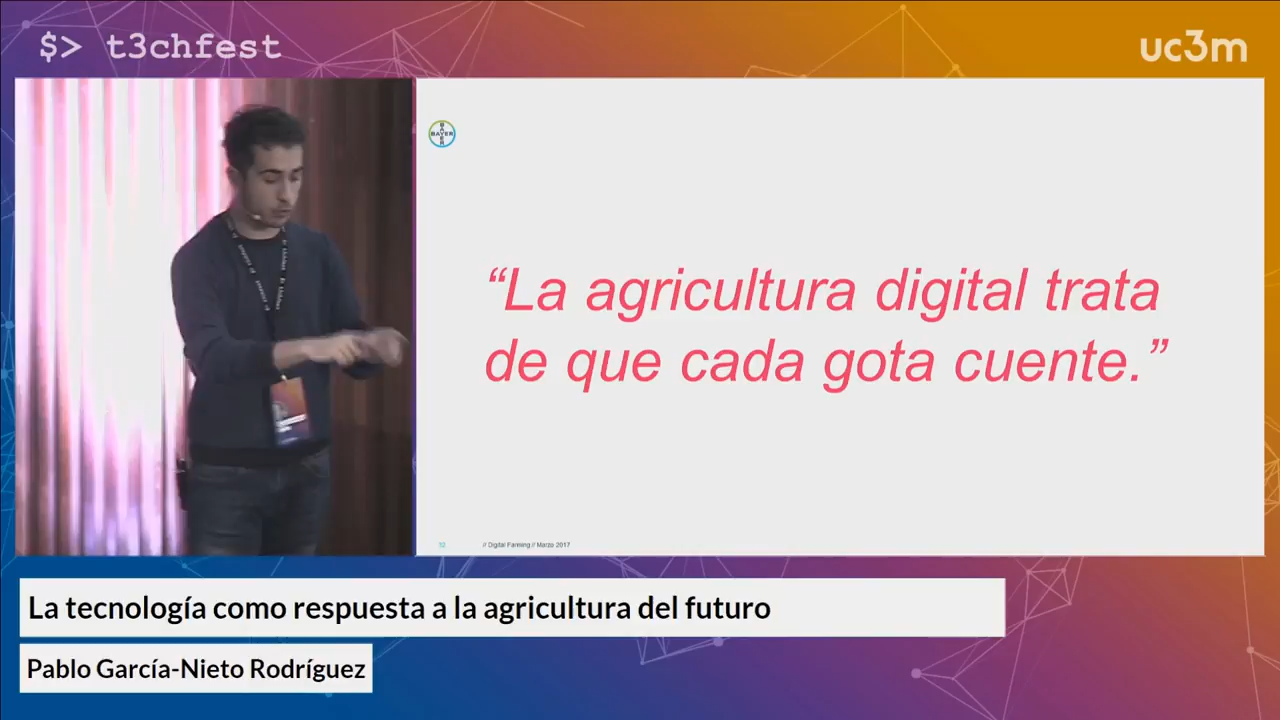 $> t3chfest
uc3m
BAYER
“La agricultura digital trata
de que cada gota cuente.”
// Digital Farming // Marzo 2017
La tecnología como respuesta a la agricultura del futuro
Pablo García-Nieto Rodríguez